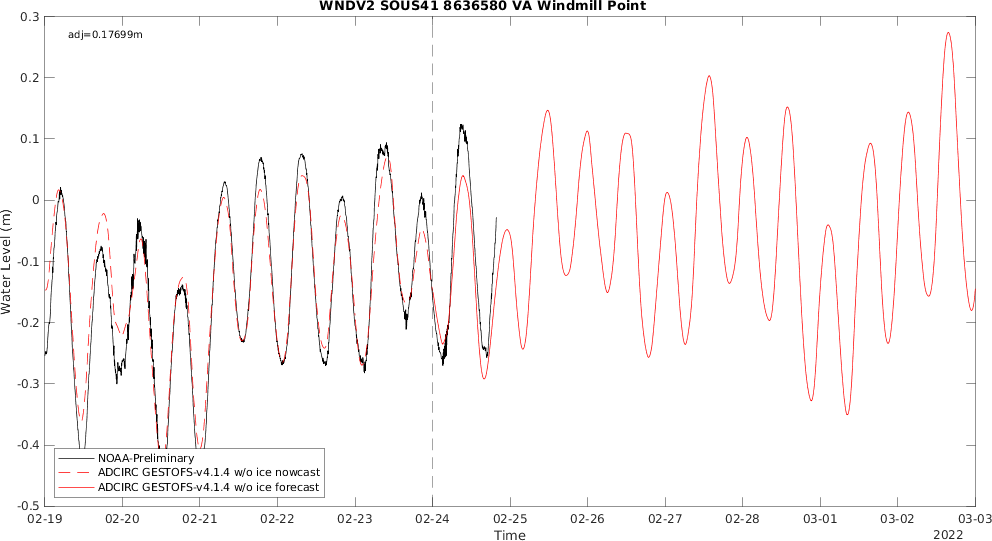 WNDV2 SOUS41 8636580 VA Windmill Point
adj=0.17699m
0.3
0.2
0.1
0
-0.1
-0.2
-0.3
-0.4
-0.5
Water Level (m)
NOAA-Preliminary
ADCIRC GESTOFS-v4.1.4 w/o ice nowcast
ADCIRC GESTOFS-v4.1.4 w/o ice forecast
02-19 02-20 02-21 02-22 02-23 02-24 02-25 02-26 02-27 02-28 03-01 03-02 03-03
Time
2022